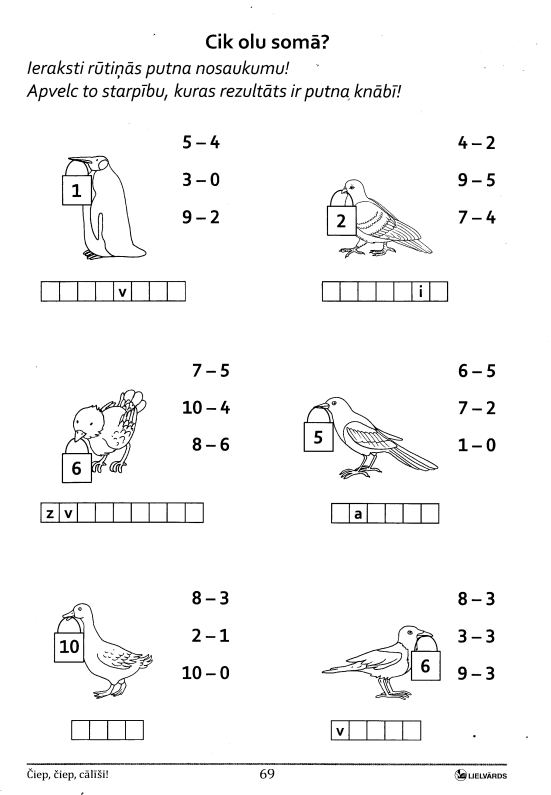 Cik olu somā?
Ieraksti rūtiņās putna nosaukumu!
Apvelc to starpību, kuras rezultāts ir putna knābī!
5 – 4
3 – 0
9 – 2
1
v
4 – 2
9 – 5
7 – 4
2
i
7 – 5
10 – 4
8 – 6
6
z v
6 – 5
7 – 2
1 – 0
5
a
8 – 3
2 – 1
10 – 0
10
8 – 3
3 – 3
9 – 3
6
v
Čiep, čiep, cālīši!
69
LIELVĀRDS